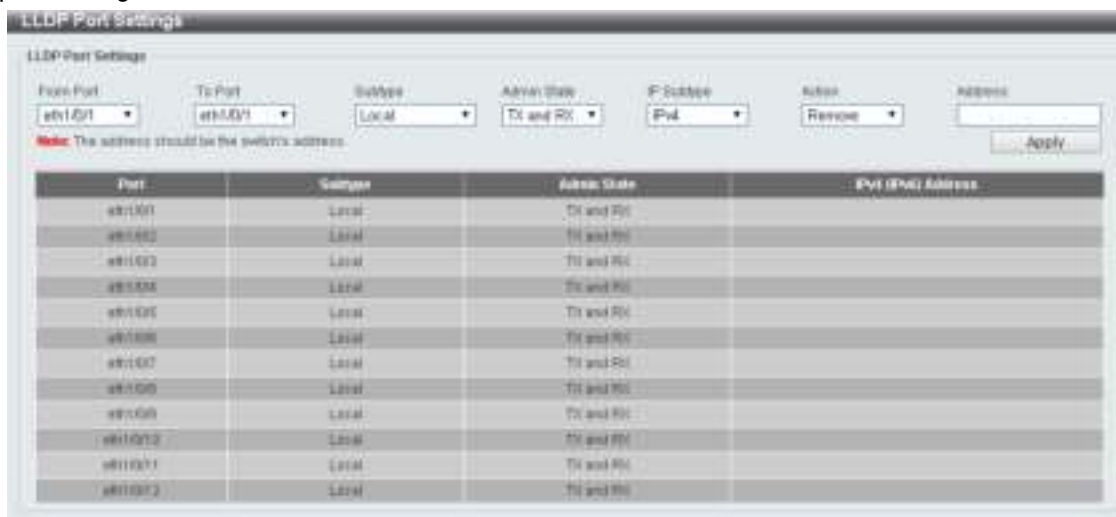 LLDP Port Settings
LLDP Port Settings
From Port To Port Subtype Admin State IP Subtype Action Address
eth1/0/1 eth1/0/1 Local TX and RX IPv4 Remove
Note: The address should be the switch's address.
Apply
Port Subtype Admin State IPv4 (IPv6) Address
eth1/0/1 Local TX and RX
eth1/0/2 Local TX and RX
eth1/0/3 Local TX and RX
eth1/0/4 Local TX and RX
eth1/0/5 Local TX and RX
eth1/0/6 Local TX and RX
eth1/0/7 Local TX and RX
eth1/0/8 Local TX and RX
eth1/0/9 Local TX and RX
eth1/0/10 Local TX and RX
eth1/0/11 Local TX and RX
eth1/0/12 Local TX and RX